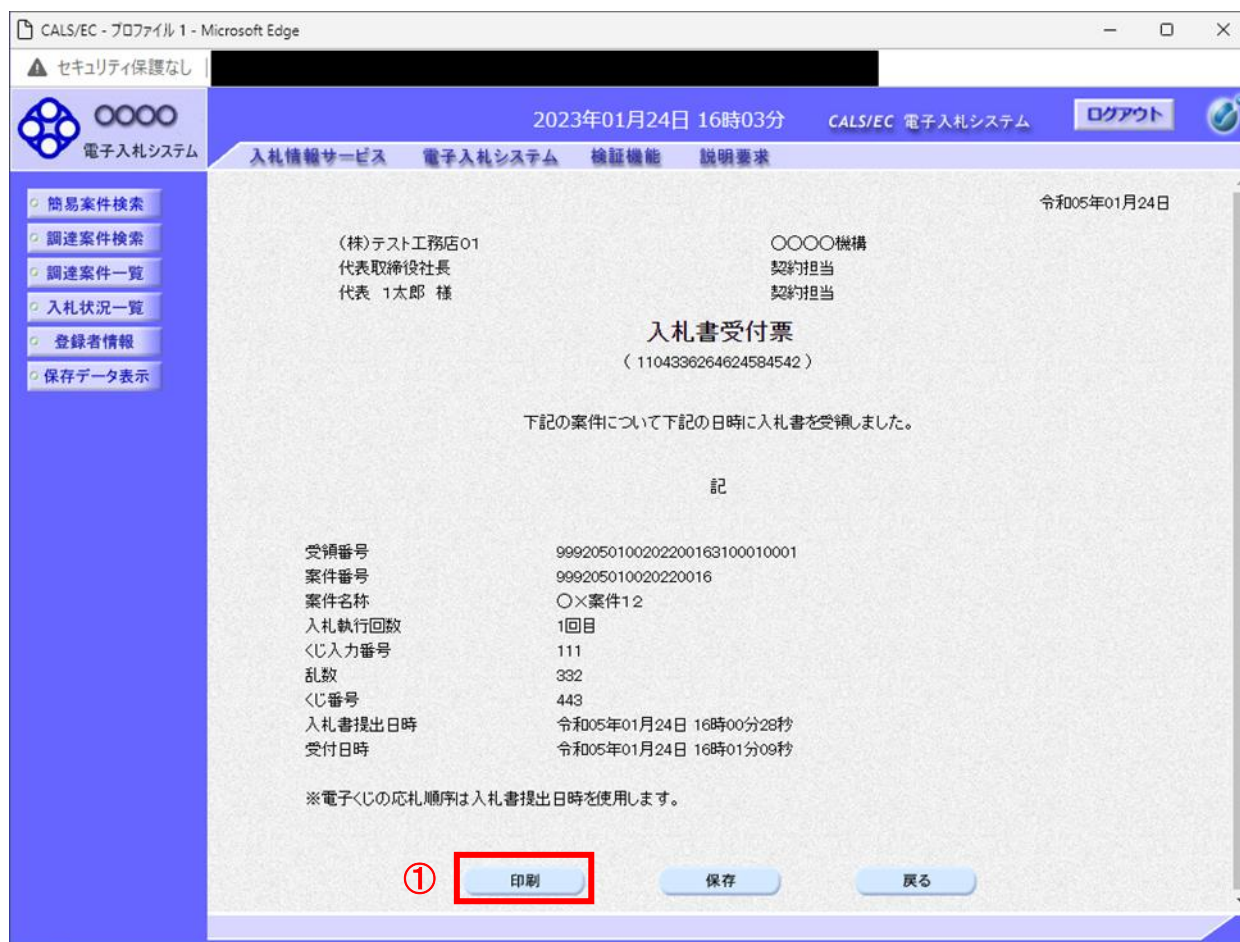 CALS/EC - プロファイル 1 - Microsoft Edge
セキュリティ保護なし
〇〇〇〇
電子入札システム
2023年01月24日 16時03分
CALS/EC 電子入札システム
ログアウト
入札情報サービス 電子入札システム 検証機能 説明要求
簡易案件検索
調達案件検索
調達案件一覧
入札状況一覧
登録者情報
保存データ表示
令和05年01月24日
(株)テスト工務店01 〇〇〇〇機構
代表取締役社長 契約担当
代表 1太郎 様 契約担当
入札書受付票
( 1104336264624584542 )
下記の案件について下記の日時に入札書を受領しました。
記
受領番号 9992050100202200163100010001
案件番号 999205010020220016
案件名称 〇×案件12
入札執行回数 1回目
くじ入力番号 111
乱数 332
くじ番号 443
入札書提出日時 令和05年01月24日 16時00分28秒
受付日時 令和05年01月24日 16時01分09秒
※電子くじの応札順序は入札書提出日時を使用します。
① 印刷 保存 戻る